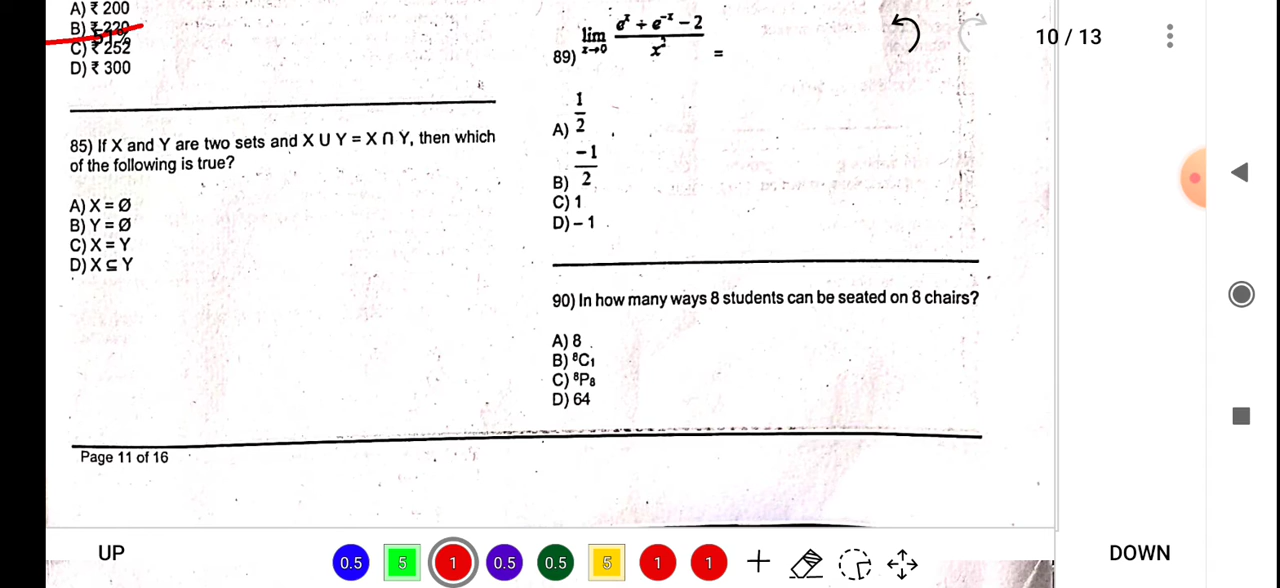 A) ₹ 200
B) ₹ 220
51%
C) ₹ 252
D) ₹ 300
85) If X and Y are two sets and X U Y = X ∩ Y, then which
of the following is true?
A) X = Ø
B) Y = Ø
C) X = Y
D) X ⊆ Y
Page 11 of 16
89) lim x→0 (eˣ + e⁻ˣ − 2) / x² =
A) 1/2
B) −1/2
C) 1
D) – 1
90) In how many ways 8 students can be seated on 8 chairs?
A) 8
B) ⁸C₁
C) ⁸P₈
D) 64
10 / 13
UP
0.5 5 1 0.5 0.5 5 1 1
DOWN